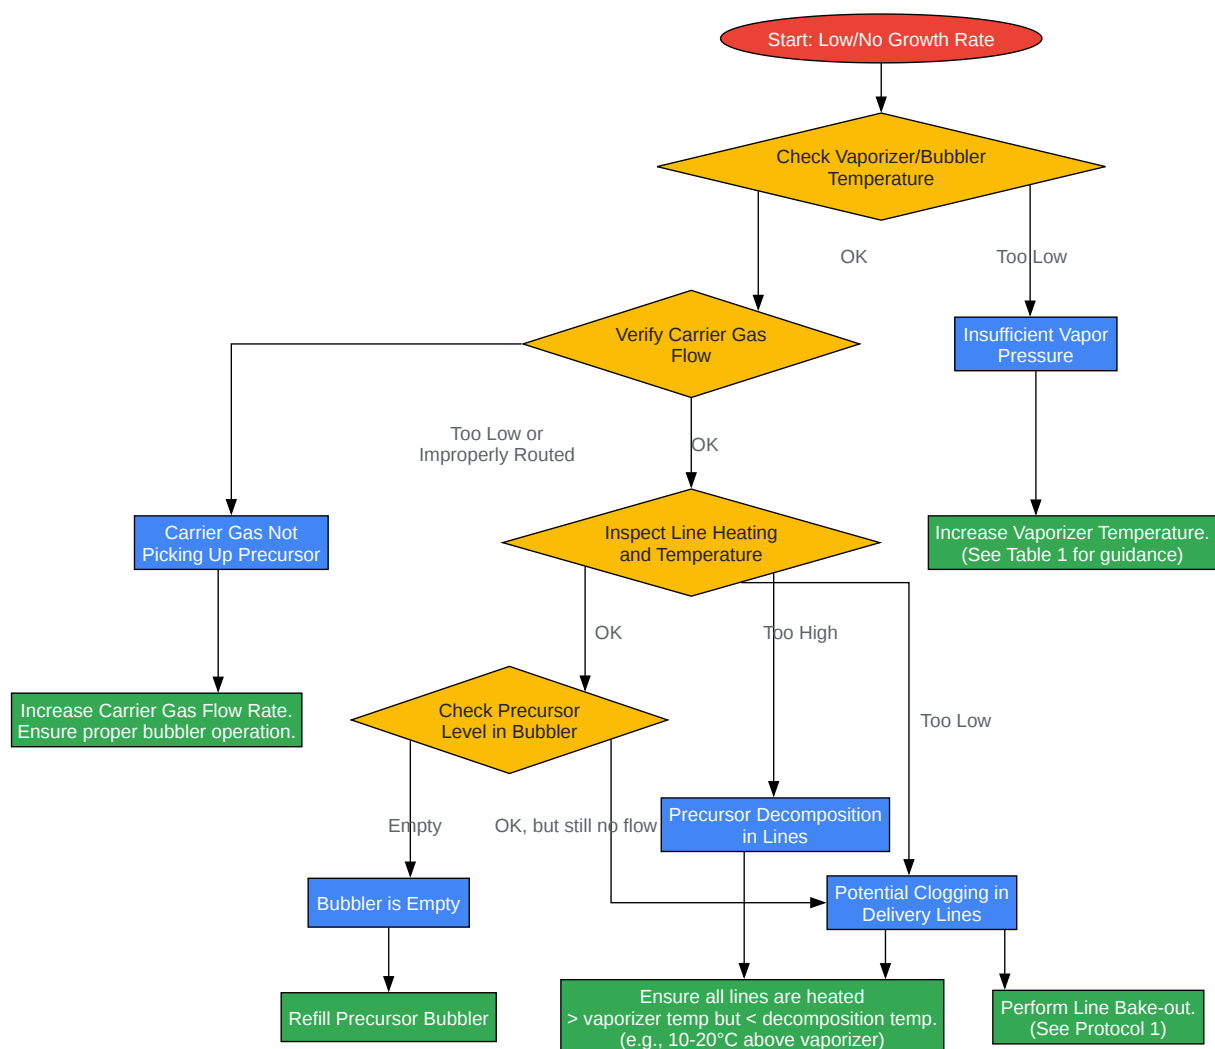 Start: Low/No Growth Rate
Check Vaporizer/Bubbler
Temperature
OK
Too Low
Verify Carrier Gas
Flow
Insufficient Vapor
Pressure
Too Low or
Improperly Routed
OK
Carrier Gas Not
Picking Up Precursor
Inspect Line Heating
and Temperature
Increase Vaporizer Temperature.
(See Table 1 for guidance)
OK
Too High
Increase Carrier Gas Flow Rate.
Ensure proper bubbler operation.
Check Precursor
Level in Bubbler
Too Low
Empty
OK, but still no flow
Precursor Decomposition
in Lines
Bubbler is Empty
Potential Clogging in
Delivery Lines
Refill Precursor Bubbler
Ensure all lines are heated
> vaporizer temp but < decomposition temp.
(e.g., 10-20°C above vaporizer)
Perform Line Bake-out.
(See Protocol 1)